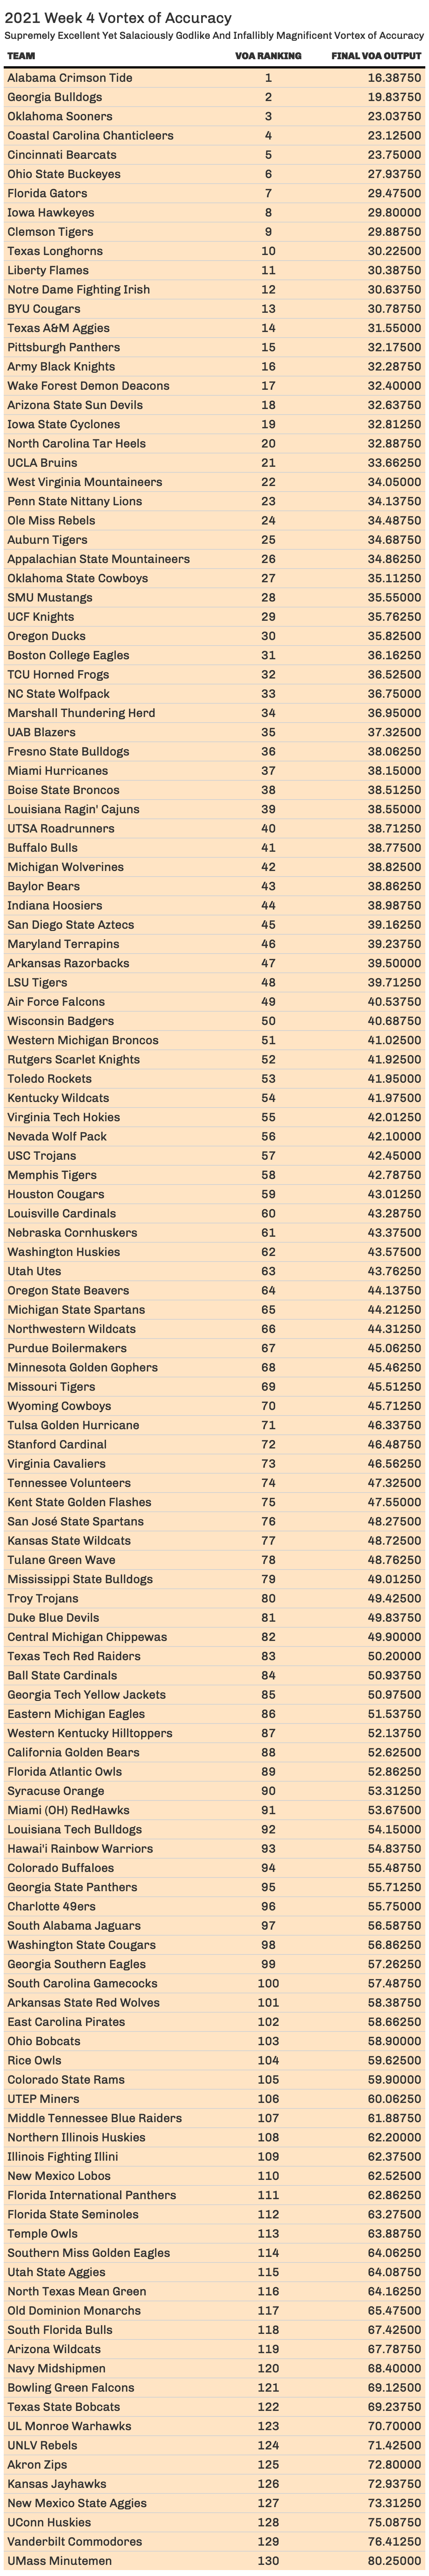 2021 Week 4 Vortex of Accuracy
Supremely Excellent Yet Salaciously Godlike And Infallibly Magnificent Vortex of Accuracy
TEAM VOA RANKING FINAL VOA OUTPUT
Alabama Crimson Tide 1 16.38750
Georgia Bulldogs 2 19.83750
Oklahoma Sooners 3 23.03750
Coastal Carolina Chanticleers 4 23.12500
Cincinnati Bearcats 5 23.75000
Ohio State Buckeyes 6 27.93750
Florida Gators 7 29.47500
Iowa Hawkeyes 8 29.80000
Clemson Tigers 9 29.88750
Texas Longhorns 10 30.22500
Liberty Flames 11 30.38750
Notre Dame Fighting Irish 12 30.63750
BYU Cougars 13 30.78750
Texas A&M Aggies 14 31.55000
Pittsburgh Panthers 15 32.17500
Army Black Knights 16 32.28750
Wake Forest Demon Deacons 17 32.40000
Arizona State Sun Devils 18 32.63750
Iowa State Cyclones 19 32.81250
North Carolina Tar Heels 20 32.88750
UCLA Bruins 21 33.66250
West Virginia Mountaineers 22 34.05000
Penn State Nittany Lions 23 34.13750
Ole Miss Rebels 24 34.48750
Auburn Tigers 25 34.68750
Appalachian State Mountaineers 26 34.86250
Oklahoma State Cowboys 27 35.11250
SMU Mustangs 28 35.55000
UCF Knights 29 35.76250
Oregon Ducks 30 35.82500
Boston College Eagles 31 36.16250
TCU Horned Frogs 32 36.52500
NC State Wolfpack 33 36.75000
Marshall Thundering Herd 34 36.95000
UAB Blazers 35 37.32500
Fresno State Bulldogs 36 38.06250
Miami Hurricanes 37 38.15000
Boise State Broncos 38 38.51250
Louisiana Ragin' Cajuns 39 38.55000
UTSA Roadrunners 40 38.71250
Buffalo Bulls 41 38.77500
Michigan Wolverines 42 38.82500
Baylor Bears 43 38.86250
Indiana Hoosiers 44 38.98750
San Diego State Aztecs 45 39.16250
Maryland Terrapins 46 39.23750
Arkansas Razorbacks 47 39.50000
LSU Tigers 48 39.71250
Air Force Falcons 49 40.53750
Wisconsin Badgers 50 40.68750
Western Michigan Broncos 51 41.02500
Rutgers Scarlet Knights 52 41.92500
Toledo Rockets 53 41.95000
Kentucky Wildcats 54 41.97500
Virginia Tech Hokies 55 42.01250
Nevada Wolf Pack 56 42.10000
USC Trojans 57 42.45000
Memphis Tigers 58 42.78750
Houston Cougars 59 43.01250
Louisville Cardinals 60 43.28750
Nebraska Cornhuskers 61 43.37500
Washington Huskies 62 43.57500
Utah Utes 63 43.76250
Oregon State Beavers 64 44.13750
Michigan State Spartans 65 44.21250
Northwestern Wildcats 66 44.31250
Purdue Boilermakers 67 45.06250
Minnesota Golden Gophers 68 45.46250
Missouri Tigers 69 45.51250
Wyoming Cowboys 70 45.71250
Tulsa Golden Hurricane 71 46.33750
Stanford Cardinal 72 46.48750
Virginia Cavaliers 73 46.56250
Tennessee Volunteers 74 47.32500
Kent State Golden Flashes 75 47.55000
San José State Spartans 76 48.27500
Kansas State Wildcats 77 48.72500
Tulane Green Wave 78 48.76250
Mississippi State Bulldogs 79 49.01250
Troy Trojans 80 49.42500
Duke Blue Devils 81 49.83750
Central Michigan Chippewas 82 49.90000
Texas Tech Red Raiders 83 50.20000
Ball State Cardinals 84 50.93750
Georgia Tech Yellow Jackets 85 50.97500
Eastern Michigan Eagles 86 51.53750
Western Kentucky Hilltoppers 87 52.13750
California Golden Bears 88 52.62500
Florida Atlantic Owls 89 52.86250
Syracuse Orange 90 53.31250
Miami (OH) RedHawks 91 53.67500
Louisiana Tech Bulldogs 92 54.15000
Hawai'i Rainbow Warriors 93 54.83750
Colorado Buffaloes 94 55.48750
Georgia State Panthers 95 55.71250
Charlotte 49ers 96 55.75000
South Alabama Jaguars 97 56.58750
Washington State Cougars 98 56.86250
Georgia Southern Eagles 99 57.26250
South Carolina Gamecocks 100 57.48750
Arkansas State Red Wolves 101 58.38750
East Carolina Pirates 102 58.66250
Ohio Bobcats 103 58.90000
Rice Owls 104 59.62500
Colorado State Rams 105 59.90000
UTEP Miners 106 60.06250
Middle Tennessee Blue Raiders 107 61.88750
Northern Illinois Huskies 108 62.20000
Illinois Fighting Illini 109 62.37500
New Mexico Lobos 110 62.52500
Florida International Panthers 111 62.86250
Florida State Seminoles 112 63.27500
Temple Owls 113 63.88750
Southern Miss Golden Eagles 114 64.06250
Utah State Aggies 115 64.08750
North Texas Mean Green 116 64.16250
Old Dominion Monarchs 117 65.47500
South Florida Bulls 118 67.42500
Arizona Wildcats 119 67.78750
Navy Midshipmen 120 68.40000
Bowling Green Falcons 121 69.12500
Texas State Bobcats 122 69.23750
UL Monroe Warhawks 123 70.70000
UNLV Rebels 124 71.42500
Akron Zips 125 72.80000
Kansas Jayhawks 126 72.93750
New Mexico State Aggies 127 73.31250
UConn Huskies 128 75.08750
Vanderbilt Commodores 129 76.41250
UMass Minutemen 130 80.25000